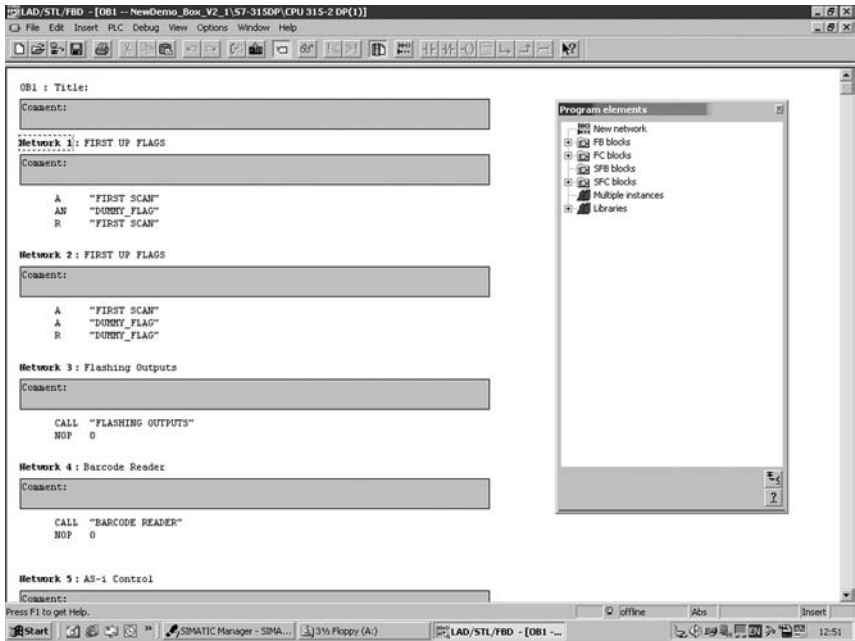 LAD/STL/FBD - [OB1 -- NewDemo_Box_V2_1\S7-315DP\CPU 315-2 DP(1)]
File Edit Insert PLC Debug View Options Window Help
OB1 : Title:
Comment:
Network 1 : FIRST UP FLAGS
Comment:
A "FIRST SCAN"
AN "DUMMY_FLAG"
R "FIRST SCAN"
Network 2 : FIRST UP FLAGS
Comment:
A "FIRST SCAN"
A "DUMMY_FLAG"
R "DUMMY_FLAG"
Network 3 : Flashing Outputs
Comment:
CALL "FLASHING OUTPUTS"
NOP 0
Network 4 : Barcode Reader
Comment:
CALL "BARCODE READER"
NOP 0
Network 5 : AS-i Control
Comment:
Program elements
New network
FB blocks
FC blocks
SFB blocks
SFC blocks
Multiple instances
Libraries
Press F1 to get Help.
offline Abs Insert
Start SIMATIC Manager - SIMA... 3½ Floppy (A:) LAD/STL/FBD - [OB1 -... 12:51